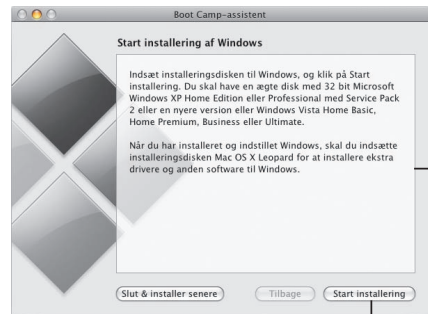 Boot Camp-assistent
Start installering af Windows
Indsæt installeringsdisken til Windows, og klik på Start
installering. Du skal have en ægte disk med 32 bit Microsoft
Windows XP Home Edition eller Professional med Service Pack
2 eller en nyere version eller Windows Vista Home Basic,
Home Premium, Business eller Ultimate.
Når du har installeret og indstillet Windows, skal du indsætte
installeringsdisken Mac OS X Leopard for at installere ekstra
drivere og anden software til Windows.
Slut & installer senere Tilbage Start installering